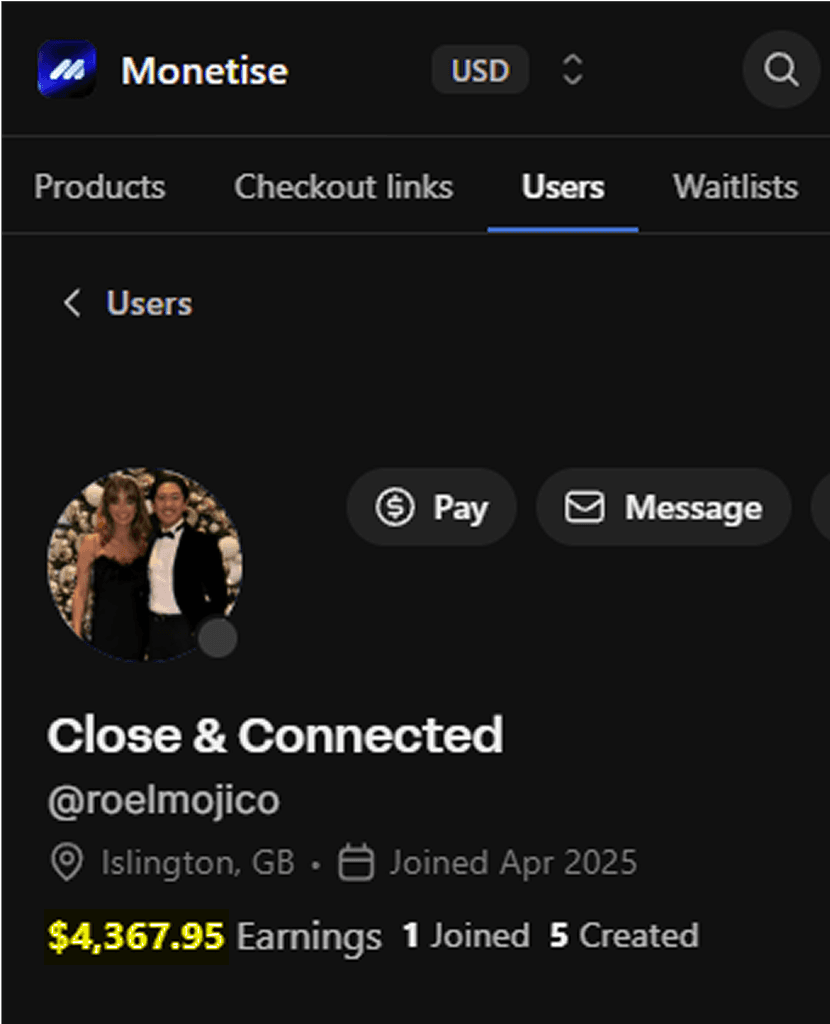 Monetise USD
Products Checkout links Users Waitlists
Users
Pay Message
Close & Connected
@roelmojico
Islington, GB • Joined Apr 2025
$4,367.95 Earnings 1 Joined 5 Created